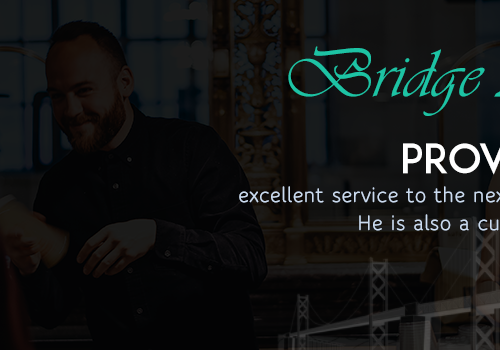 Bridge
PROV
excellent service to the nex
He is also a cu